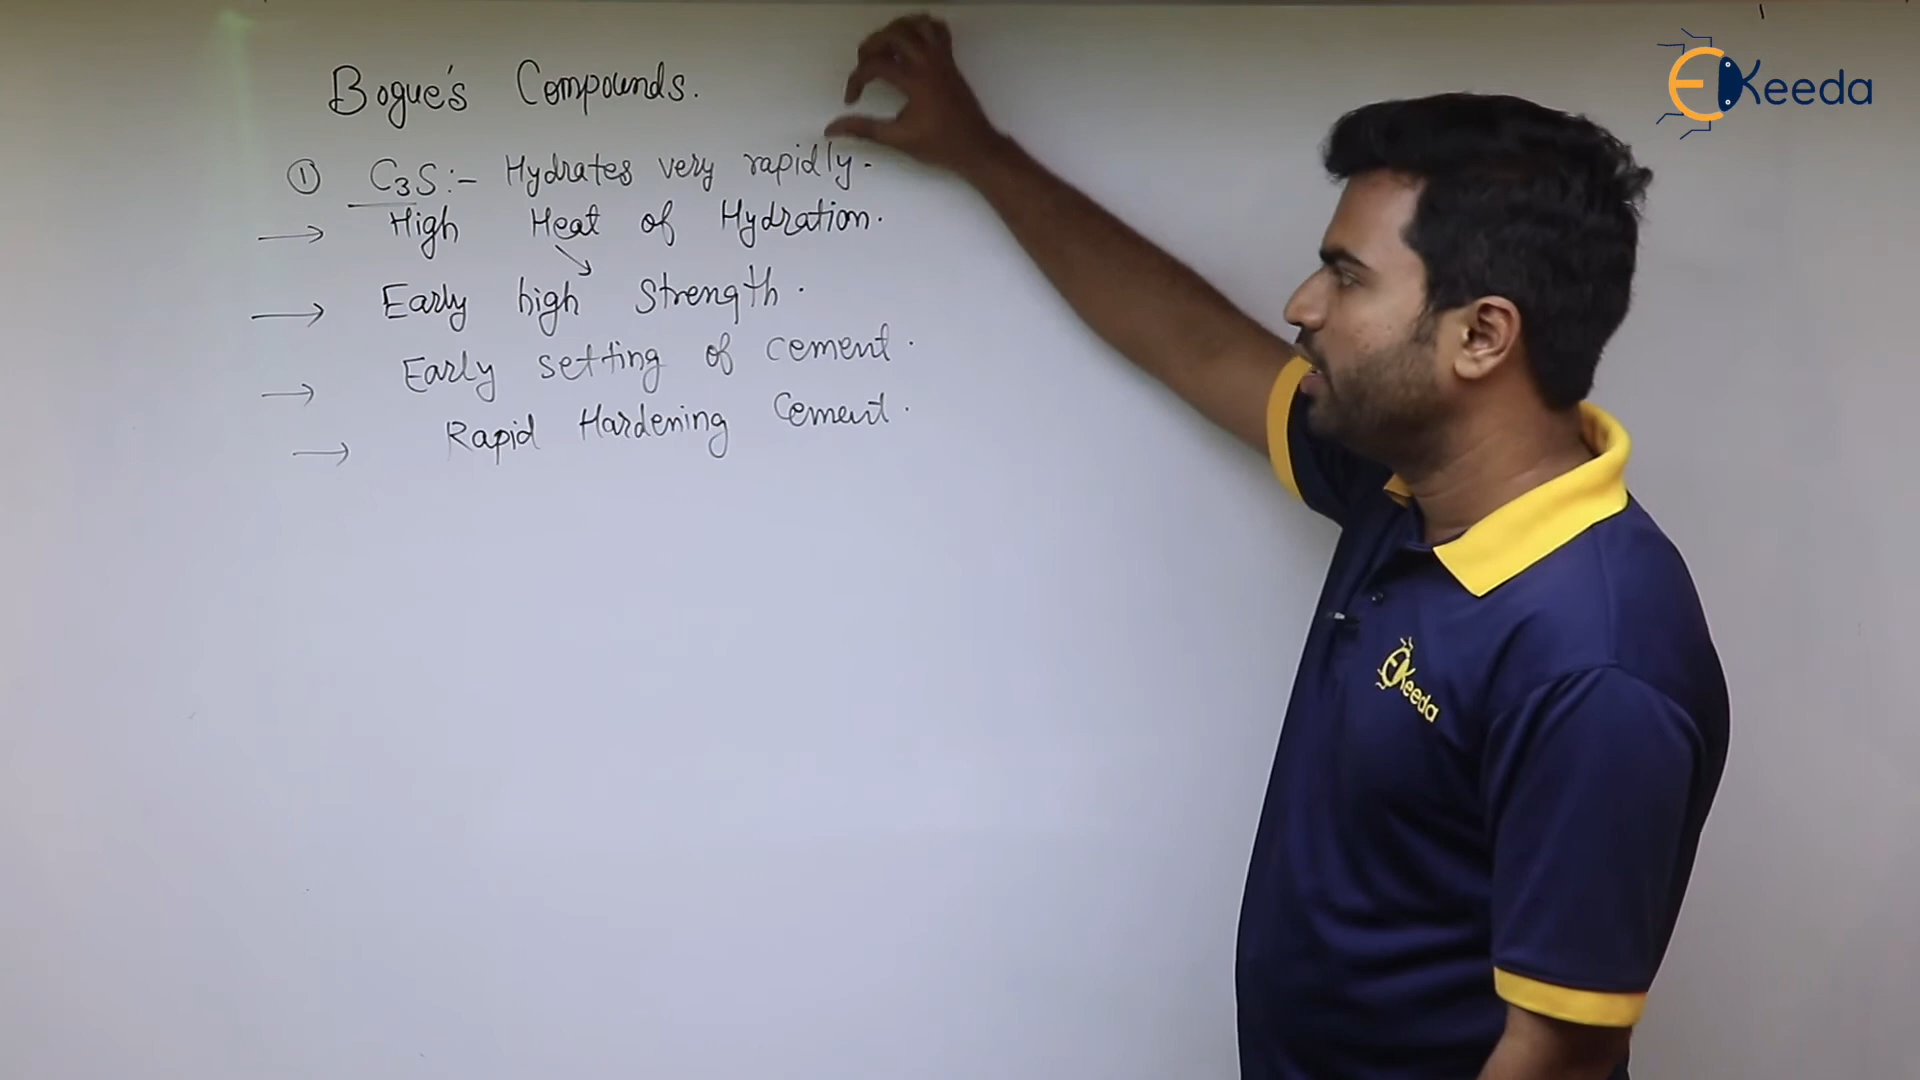 Bogue's Compounds.
① C3S:- Hydrates very rapidly.
→ High Heat of Hydration.
→ Early high Strength.
→ Early setting of cement.
→ Rapid Hardening Cement.
EKeeda
EKeeda